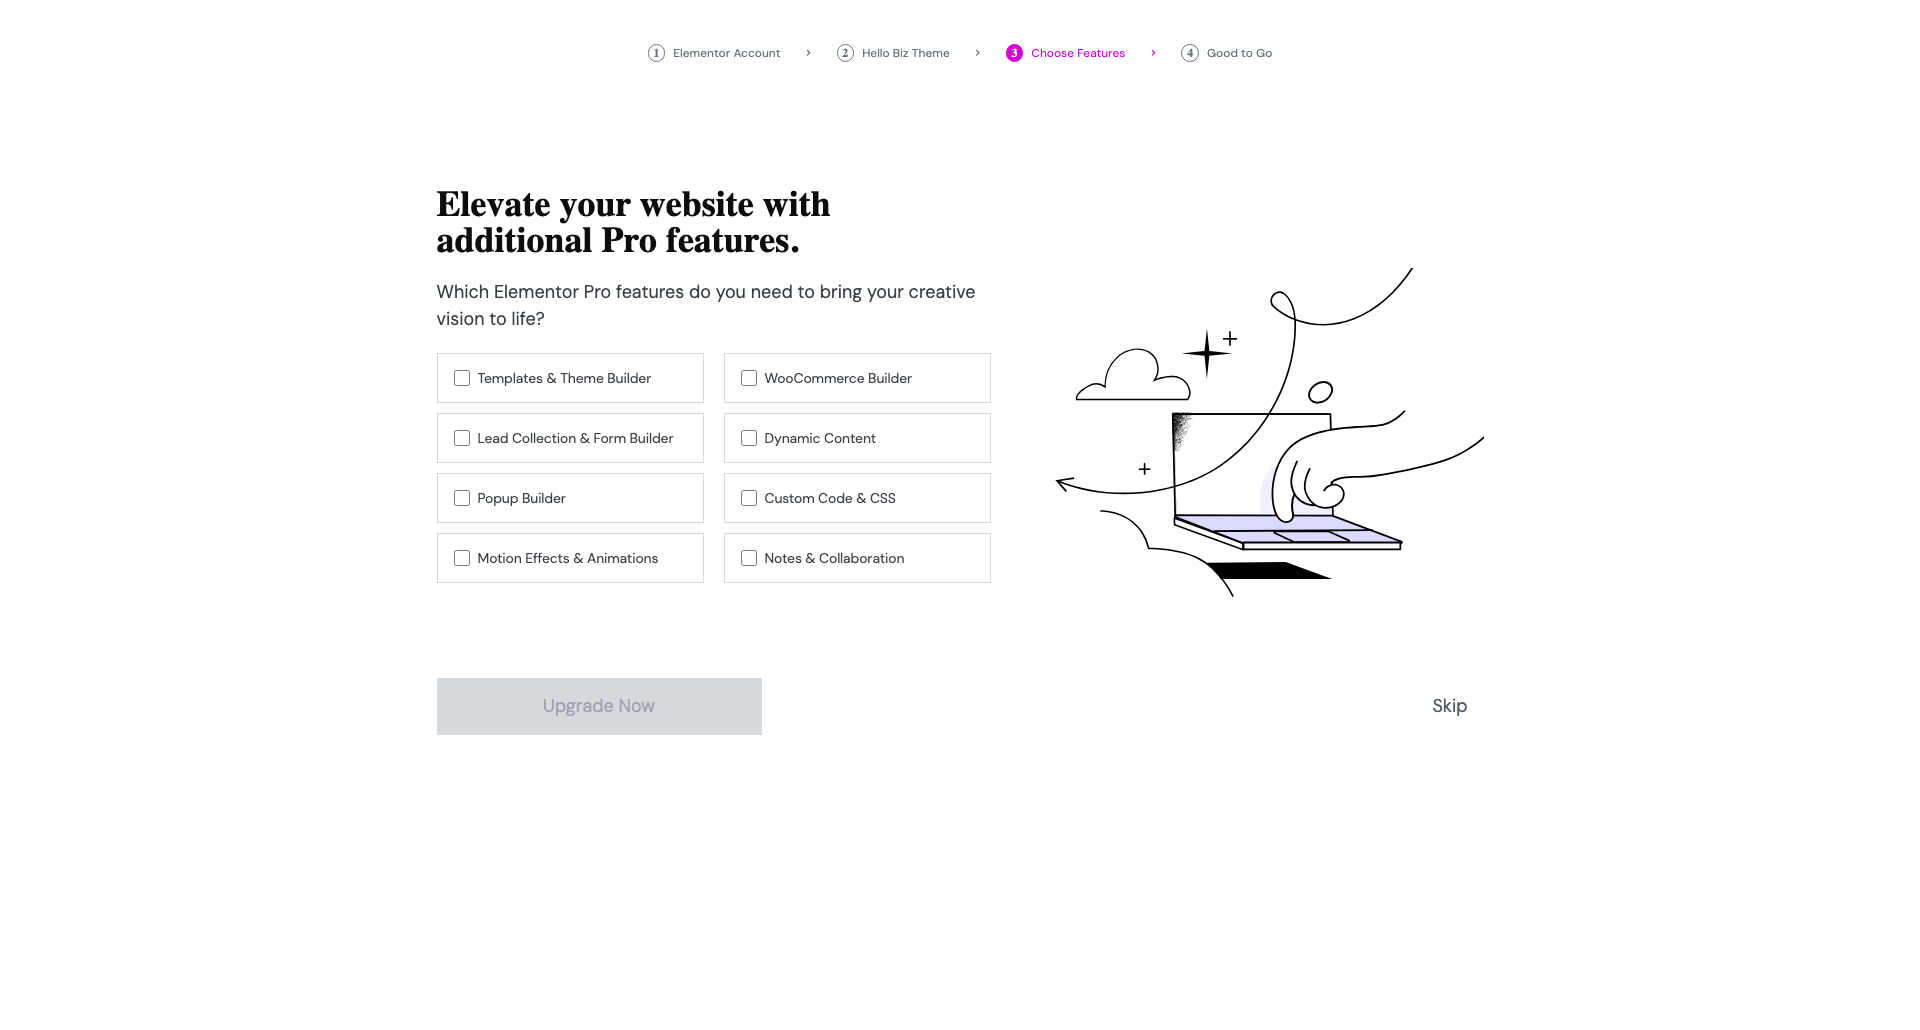 1 Elementor Account > 2 Hello Biz Theme > 3 Choose Features > 4 Good to Go
Elevate your website with
additional Pro features.
Which Elementor Pro features do you need to bring your creative
vision to life?
Templates & Theme Builder
WooCommerce Builder
Lead Collection & Form Builder
Dynamic Content
Popup Builder
Custom Code & CSS
Motion Effects & Animations
Notes & Collaboration
Upgrade Now
Skip